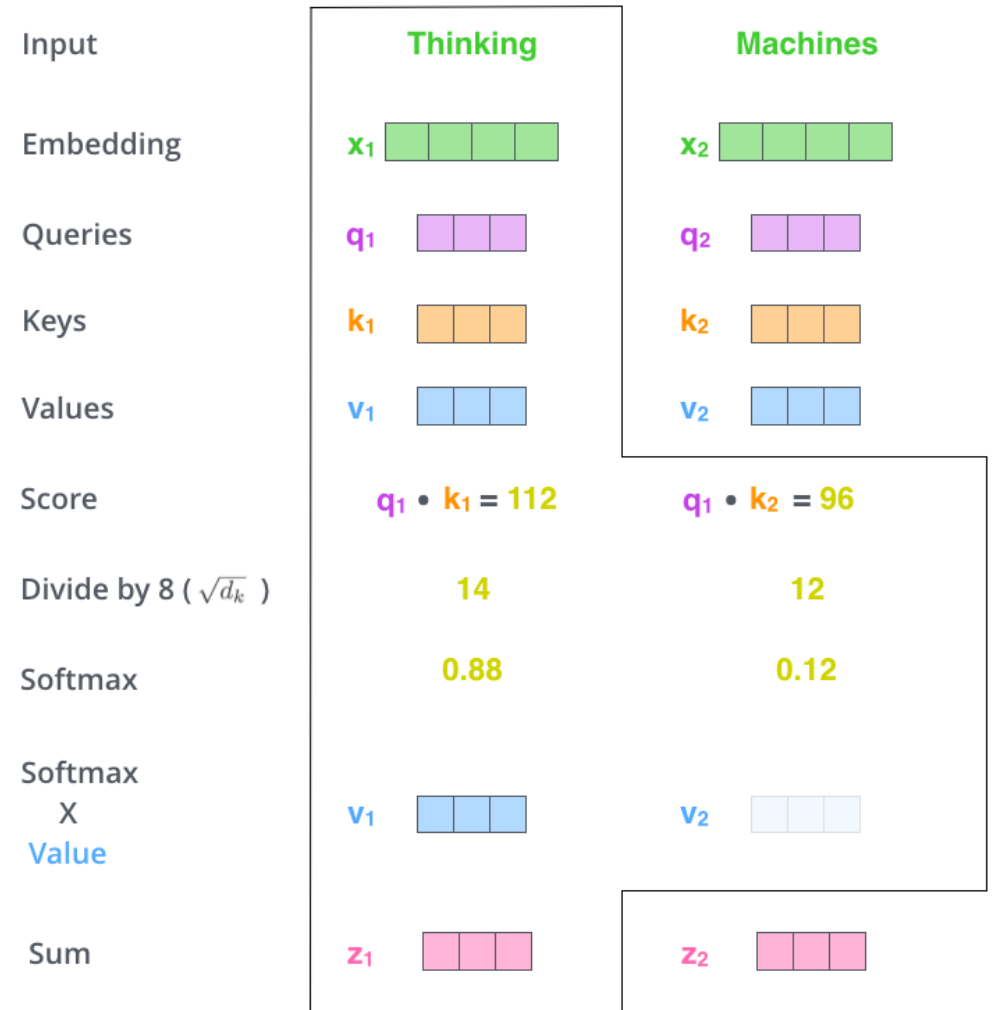 Input Thinking Machines
Embedding x₁ x₂
Queries q₁ q₂
Keys k₁ k₂
Values v₁ v₂
Score q₁ • k₁ = 112 q₁ • k₂ = 96
Divide by 8 ( √dₖ ) 14 12
Softmax 0.88 0.12
Softmax
X v₁ v₂
Value
Sum z₁ z₂